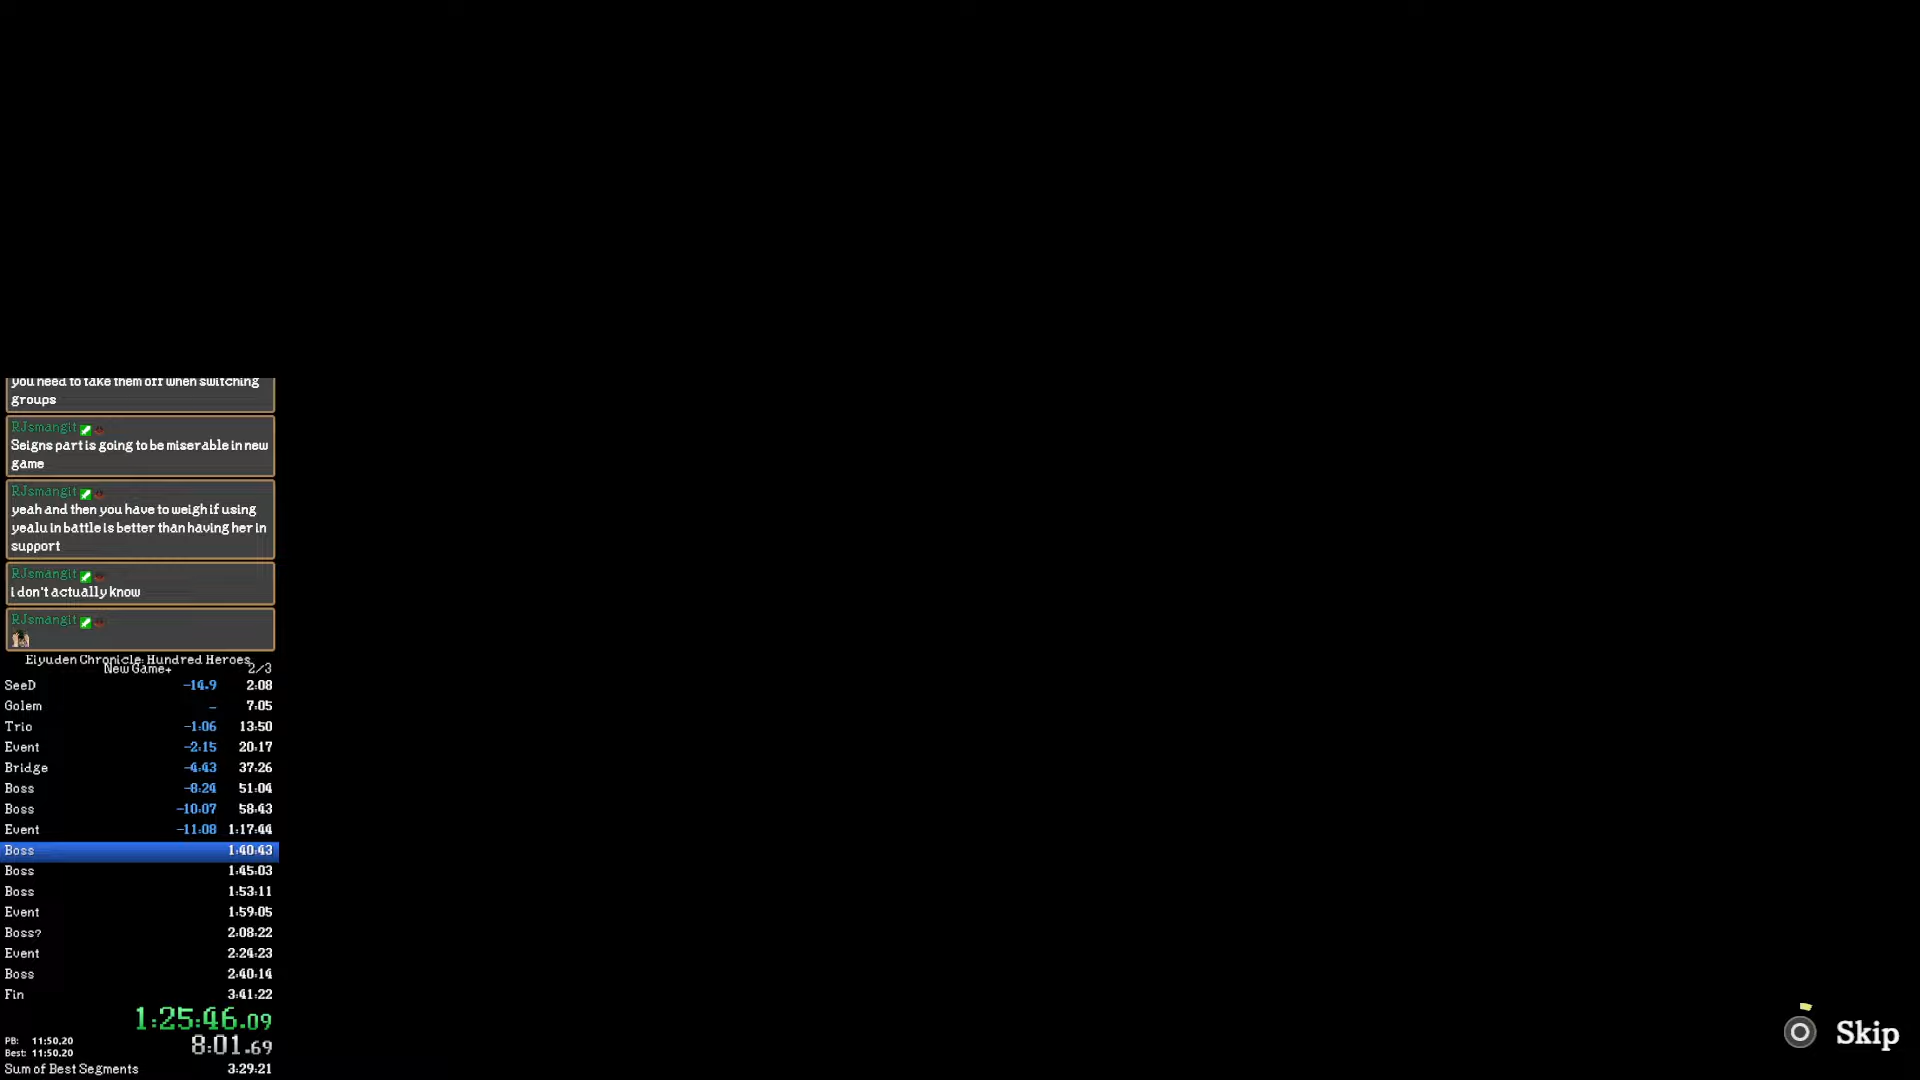 you need to take them off when switching
groups
RJsmangit
Seigns part is going to be miserable in new
game
RJsmangit
yeah and then you have to weigh if using
yealu in battle is better than having her in
support
RJsmangit
i don't actually know
RJsmangit
Eiyuden Chronicle: Hundred Heroes
New Game+ 2/3
SeeD -14.9 2:08
Golem - 7:05
Trio -1:06 13:50
Event -2:15 20:17
Bridge -4:43 37:26
Boss -8:24 51:04
Boss -10:07 58:43
Event -11:08 1:17:44
Boss 1:40:43
Boss 1:45:03
Boss 1:53:11
Event 1:59:05
Boss? 2:08:22
Event 2:24:23
Boss 2:40:14
Fin 3:41:22
1:25:46.09
PB: 11:50.20
8:01.69
Best: 11:50.20
Sum of Best Segments 3:29:21
Skip